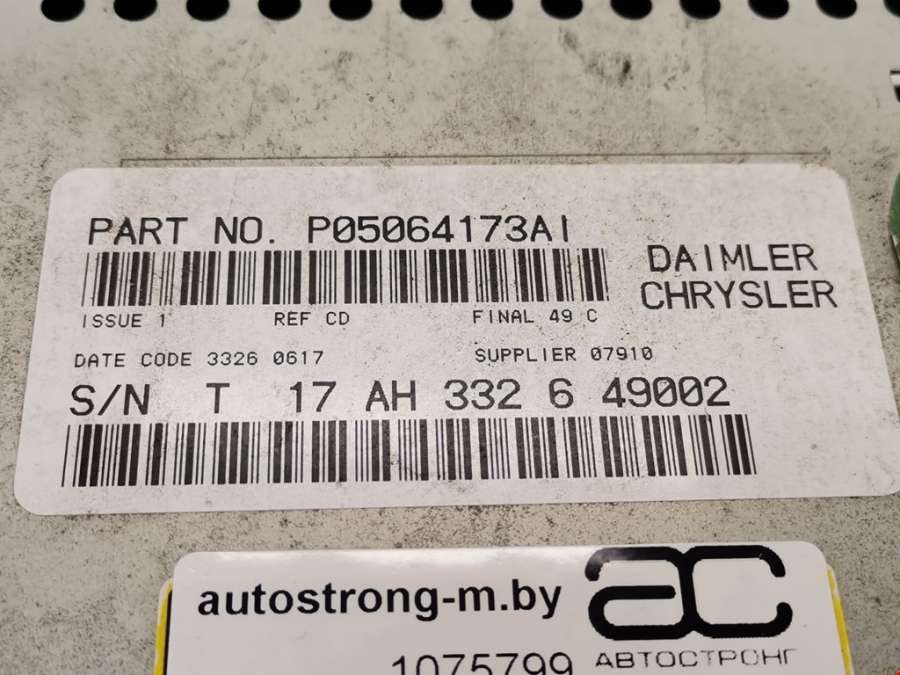 PART NO. P05064173AI
DAIMLER
CHRYSLER
ISSUE 1 REF CD FINAL 49 C
DATE CODE 3326 0617 SUPPLIER 07910
S/N T 17 AH 332 6 49002
autostrong-m.by
ac
1075799 АВТОСТРОНГ